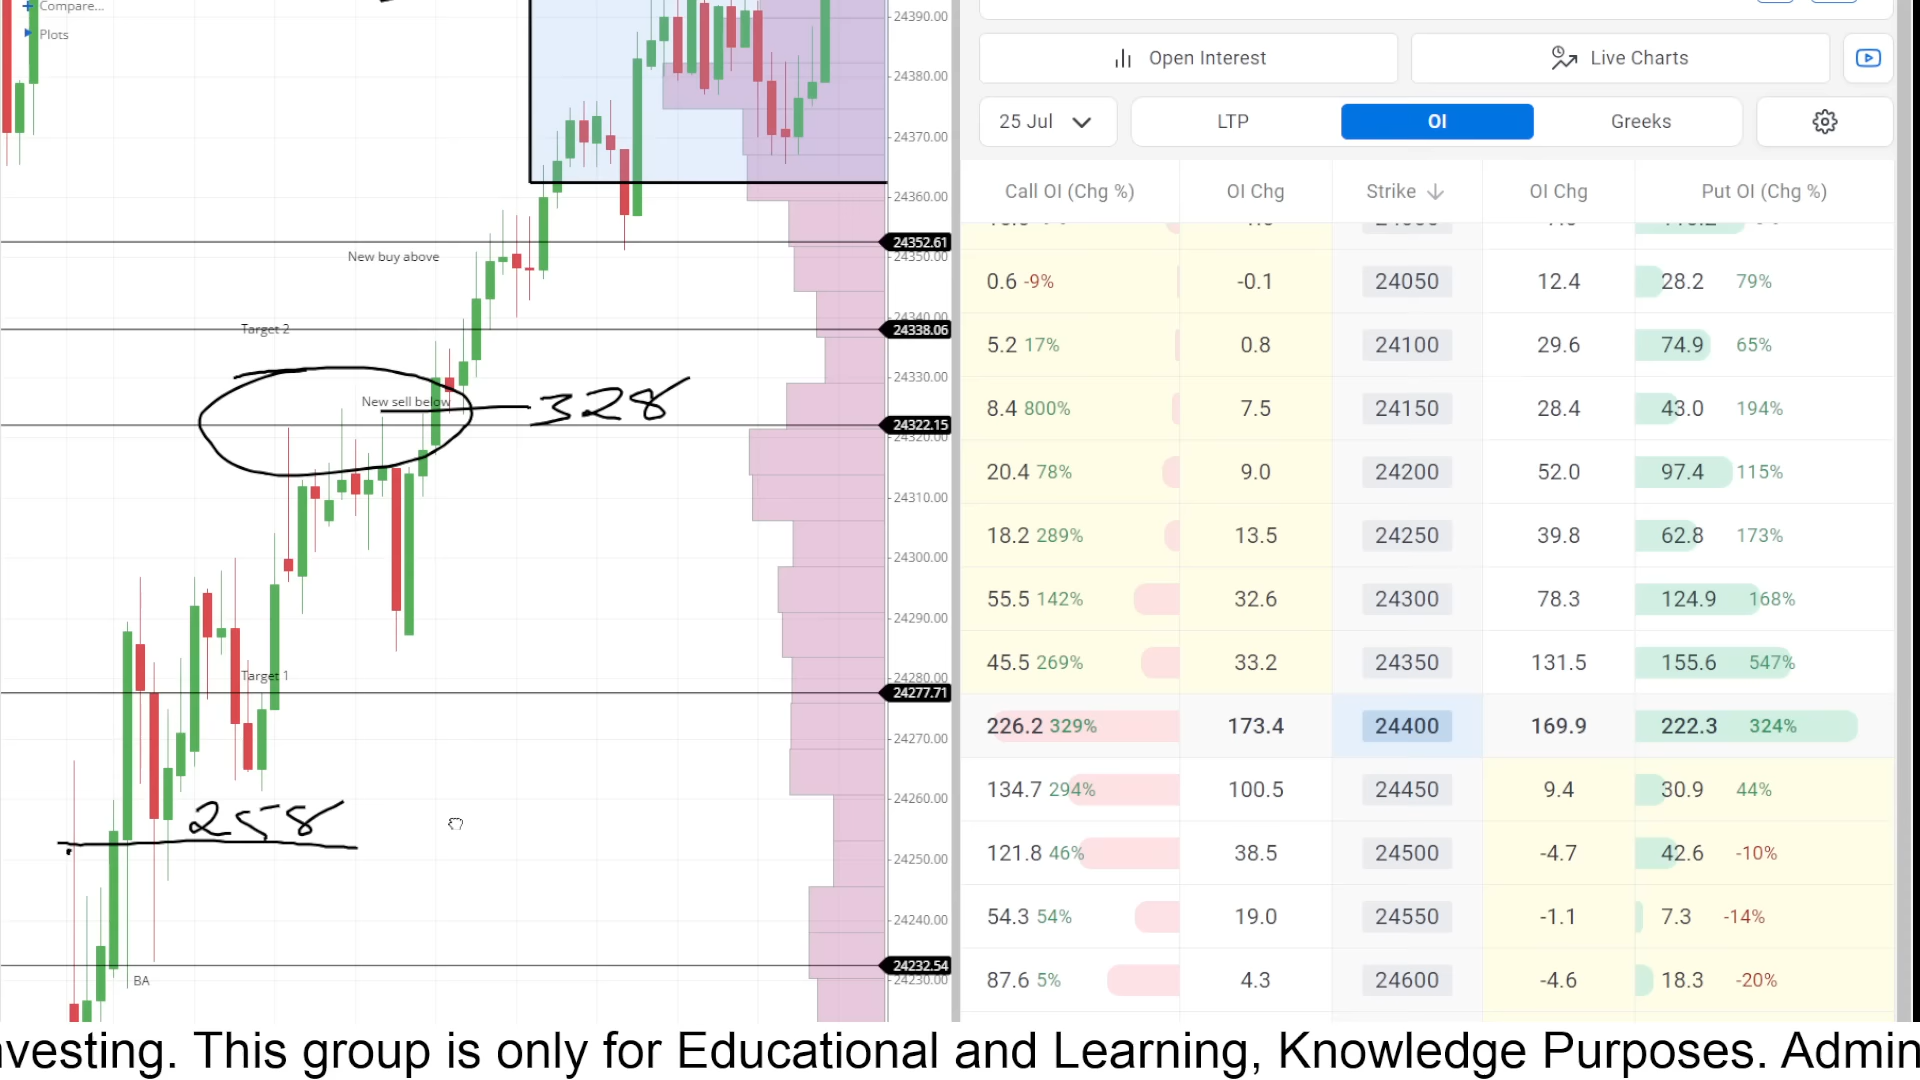 Compare...
Plots
24390.00
24380.00
24370.00
24360.00
24352.61
24350.00
New buy above
24340.00
24338.06
Target 2
24330.00
New sell below
328
24322.15
24320.00
24310.00
24300.00
24290.00
24280.00
Target 1
24277.71
24270.00
24260.00
258
24250.00
24240.00
24232.54
24230.00
BA
Open Interest
Live Charts
25 Jul
LTP
OI
Greeks
Call OI (Chg %) OI Chg Strike OI Chg Put OI (Chg %)
0.6 -9% -0.1 24050 12.4 28.2 79%
5.2 17% 0.8 24100 29.6 74.9 65%
8.4 800% 7.5 24150 28.4 43.0 194%
20.4 78% 9.0 24200 52.0 97.4 115%
18.2 289% 13.5 24250 39.8 62.8 173%
55.5 142% 32.6 24300 78.3 124.9 168%
45.5 269% 33.2 24350 131.5 155.6 547%
226.2 329% 173.4 24400 169.9 222.3 324%
134.7 294% 100.5 24450 9.4 30.9 44%
121.8 46% 38.5 24500 -4.7 42.6 -10%
54.3 54% 19.0 24550 -1.1 7.3 -14%
87.6 5% 4.3 24600 -4.6 18.3 -20%
nvesting. This group is only for Educational and Learning, Knowledge Purposes. Admin